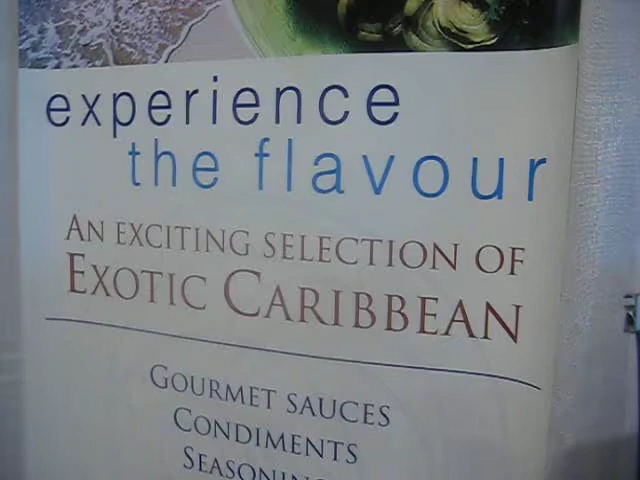 experience
the flavour
AN EXCITING SELECTION OF
EXOTIC CARIBBEAN
GOURMET SAUCES
CONDIMENTS